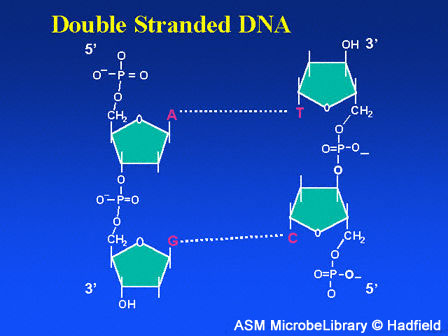 Double Stranded DNA
5’
O
O⁻ P = O
O
CH₂ O A
O
O⁻ P=O
O
CH₂ O G
3’
OH
OH 3’
T O CH₂
O
O=P O _
O
C O CH₂
O
O=P-O-
O
5’
ASM MicrobeLibrary © Hadfield